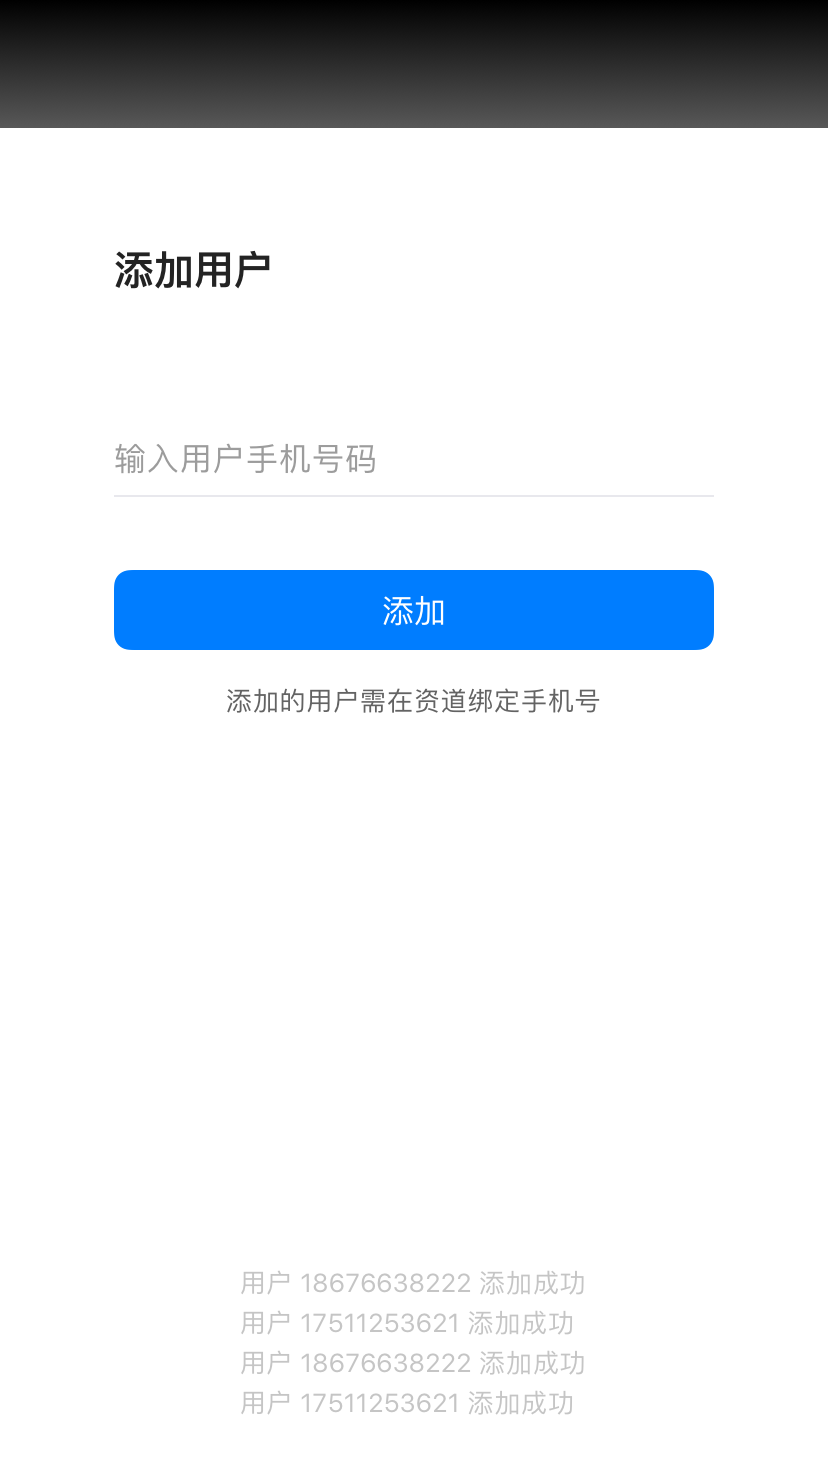 添加用户
输入用户手机号码
添加
添加的用户需在资道绑定手机号
用户 18676638222 添加成功
用户 17511253621 添加成功
用户 18676638222 添加成功
用户 17511253621 添加成功